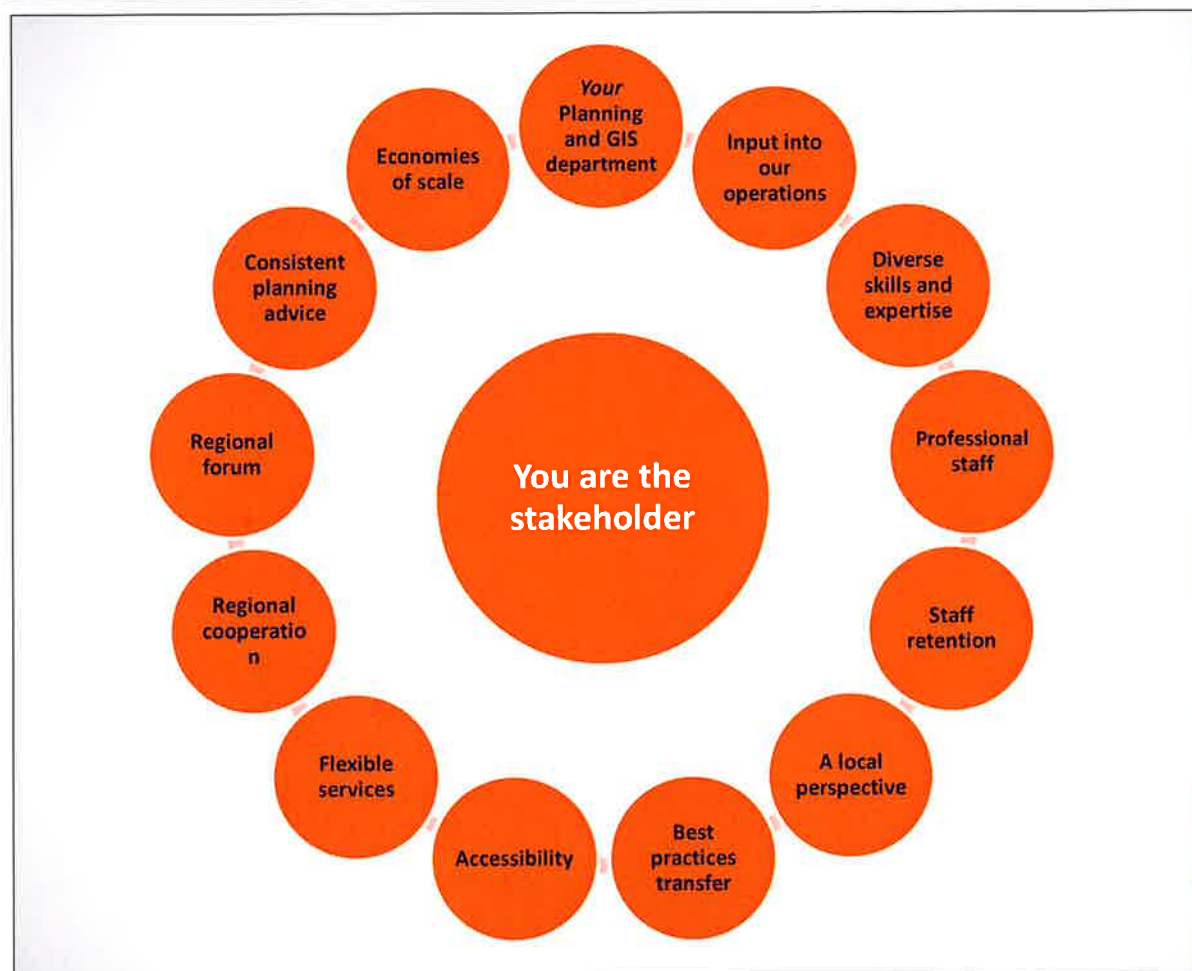 Your
Planning
and GIS
department
Input into
our
operations
Diverse
skills and
expertise
Professional
staff
Staff
retention
A local
perspective
Best
practices
transfer
Accessibility
Flexible
services
Regional
cooperatio
n
Regional
forum
Consistent
planning
advice
Economies
of scale
You are the
stakeholder